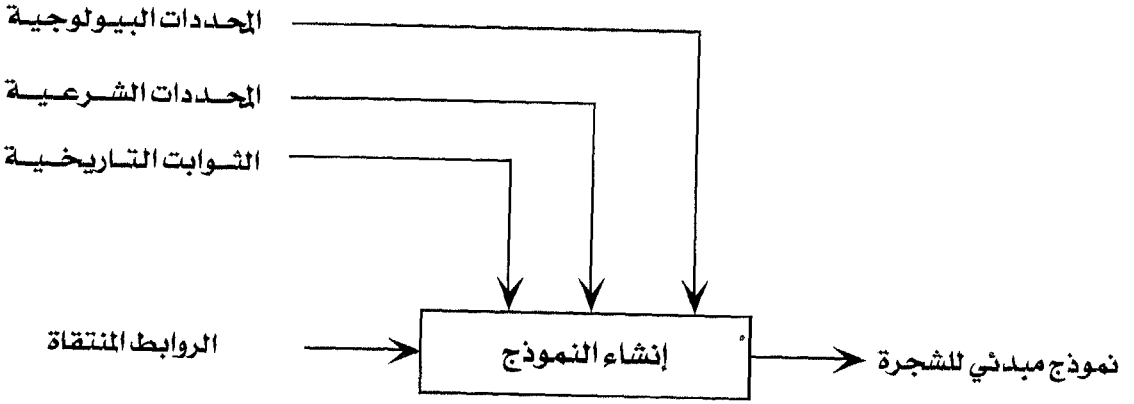 المحددات البيولوجية
المحددات الشرعية
الثوابت التاريخية
الروابط المنتقاة
إنشاء النموذج
نموذج مبدئي للشجرة